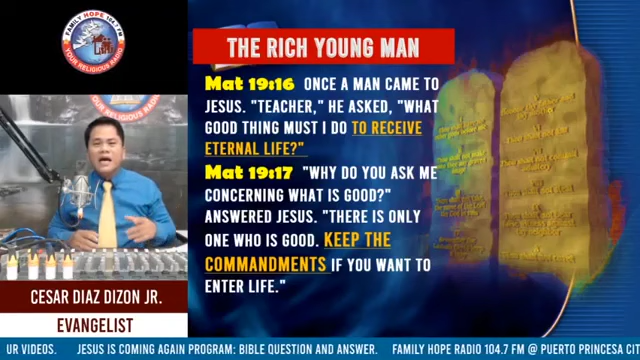 FAMILY HOPE 104.7 FM
YOUR RELIGIOUS RADIO
THE RICH YOUNG MAN
Mat 19:16 ONCE A MAN CAME TO
JESUS. "TEACHER," HE ASKED, "WHAT
GOOD THING MUST I DO TO RECEIVE
ETERNAL LIFE?"
Mat 19:17 "WHY DO YOU ASK ME
CONCERNING WHAT IS GOOD?"
ANSWERED JESUS. "THERE IS ONLY
ONE WHO IS GOOD. KEEP THE
COMMANDMENTS IF YOU WANT TO
ENTER LIFE."
CESAR DIAZ DIZON JR.
EVANGELIST
UR VIDEOS. JESUS IS COMING AGAIN PROGRAM: BIBLE QUESTION AND ANSWER. FAMILY HOPE RADIO 104.7 FM @ PUERTO PRINCESA CIT